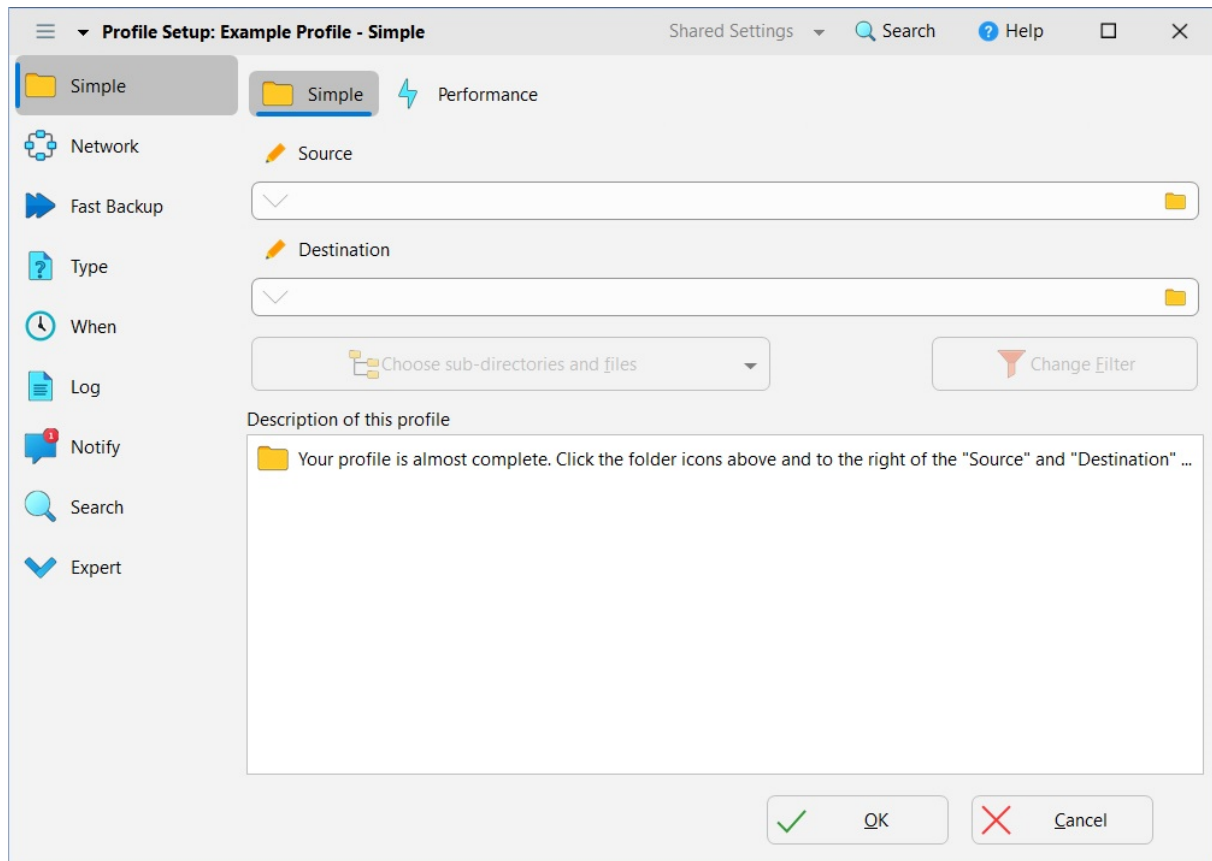 Profile Setup: Example Profile - Simple
Shared Settings
Search
Help
Simple
Network
Fast Backup
Type
When
Log
1
Notify
Search
Expert
Simple
Performance
Source
Destination
Choose sub-directories and files
Change Filter
Description of this profile
Your profile is almost complete. Click the folder icons above and to the right of the "Source" and "Destination" ...
OK
Cancel